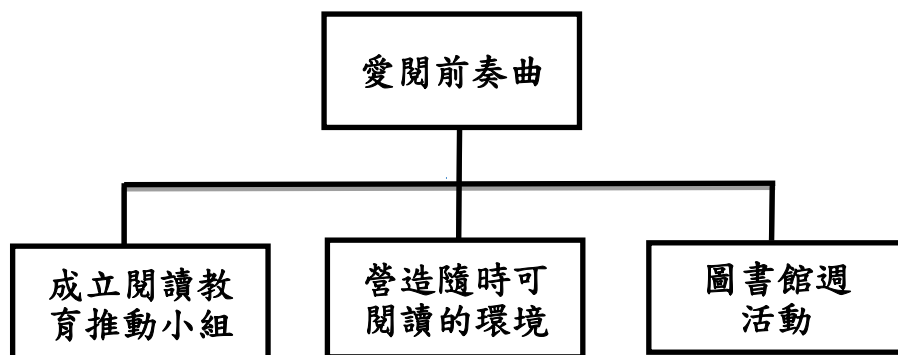 愛閱前奏曲
成立閱讀教
育推動小組
營造隨時可
閱讀的環境
圖書館週
活動